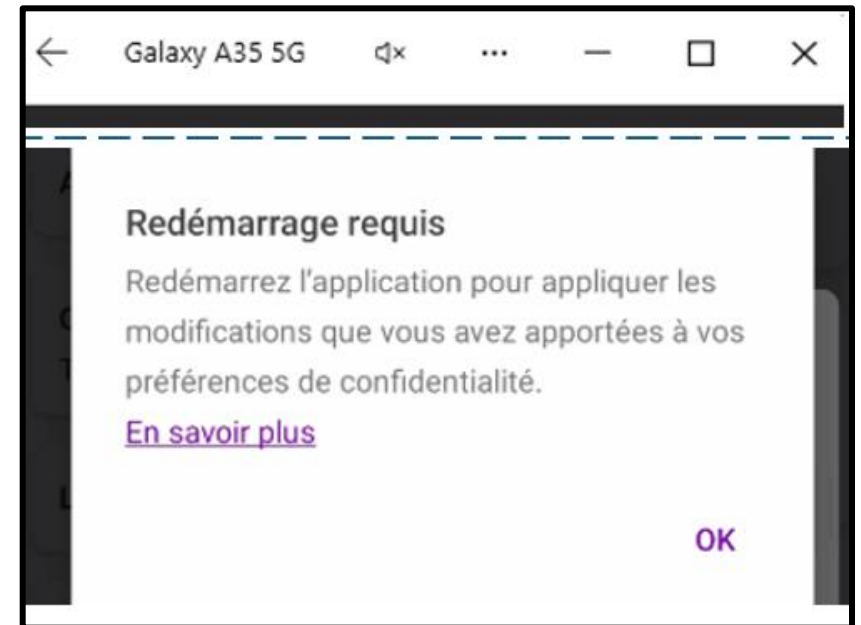 Galaxy A35 5G
Redémarrage requis
Redémarrez l'application pour appliquer les
modifications que vous avez apportées à vos
préférences de confidentialité.
En savoir plus
OK